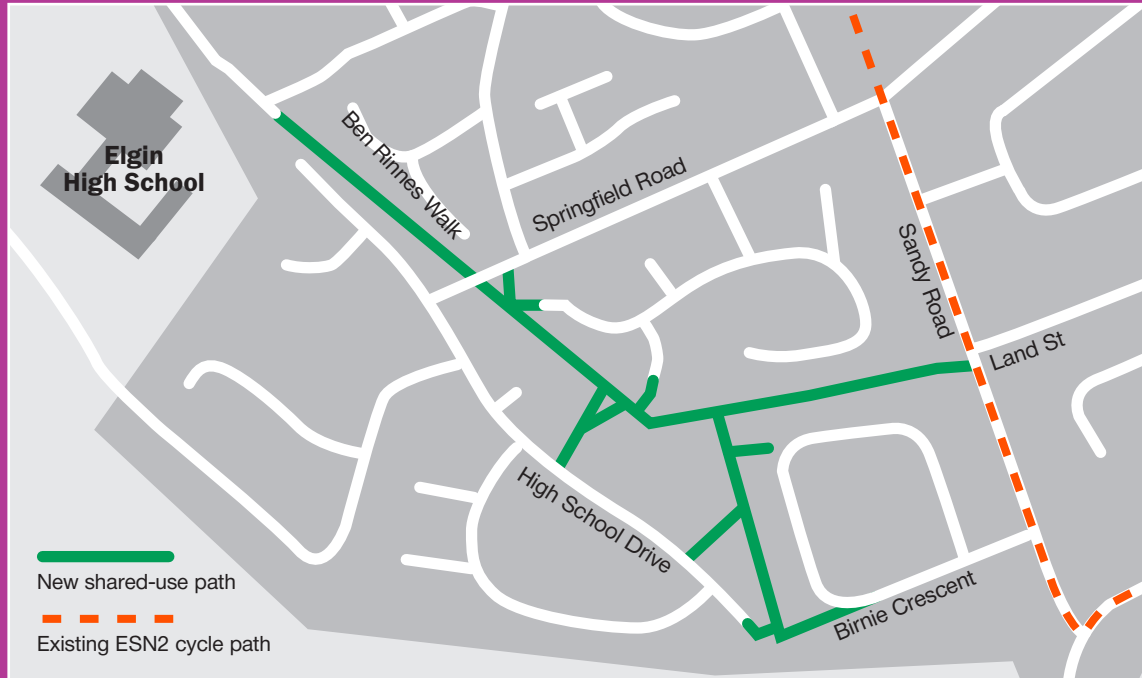 Elgin
High School
Ben Rinnes Walk
Springfield Road
Sandy Road
Land St
High School Drive
Birnie Crescent
New shared-use path
Existing ESN2 cycle path